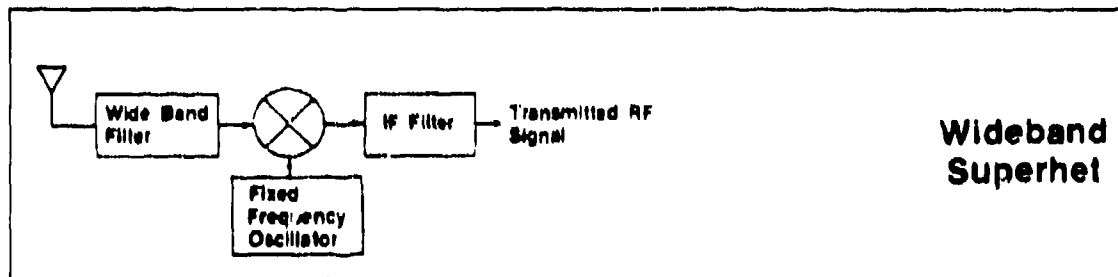 Wide Band
Filter
IF Filter
Transmitted RF
Signal
Fixed
Frequency
Oscillator
Wideband
Superhet